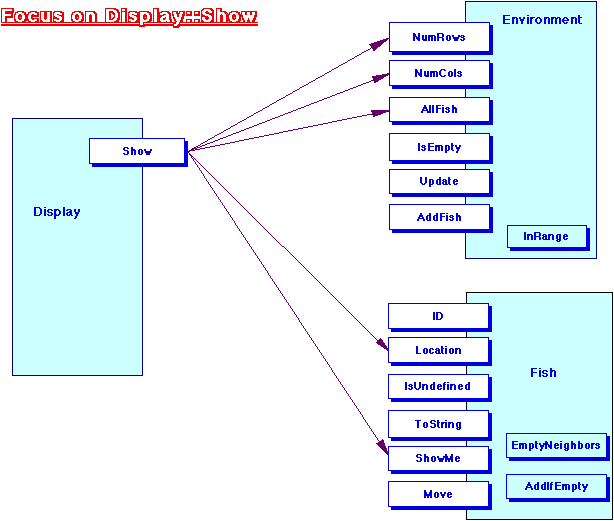 Focus on Display::Show
Environment
NumRows
NumCols
AllFish
Show
IsEmpty
Update
Display
AddFish
InRange
ID
Location
Fish
IsUndefined
ToString
EmptyNeighbors
ShowMe
AddIfEmpty
Move